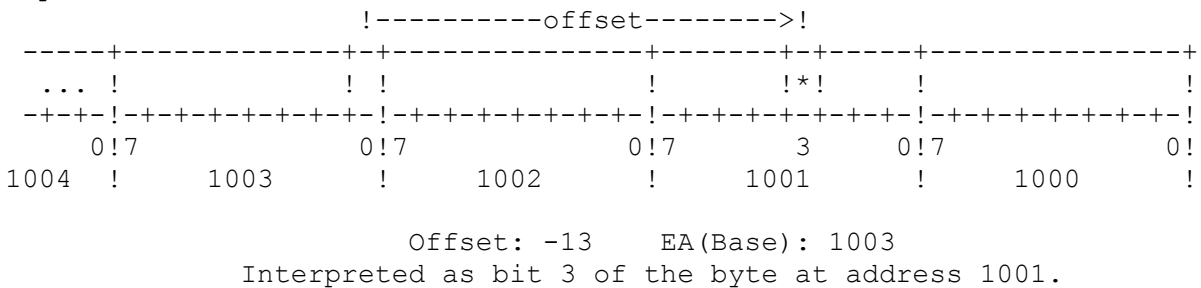 !----------offset-------->!
-----+-------------+-+---------------+-------+-+-----+---------------+
... !             ! !               !       !*!     !               !
-+-+-!-+-+-+-+-+-+-+-!-+-+-+-+-+-+-+-!-+-+-+-+-+-+-+-!-+-+-+-+-+-+-+-!
0!7             0!7             0!7       3     0!7             0!
1004  !     1003      !     1002      !     1001      !     1000      !
Offset: -13    EA(Base): 1003
Interpreted as bit 3 of the byte at address 1001.